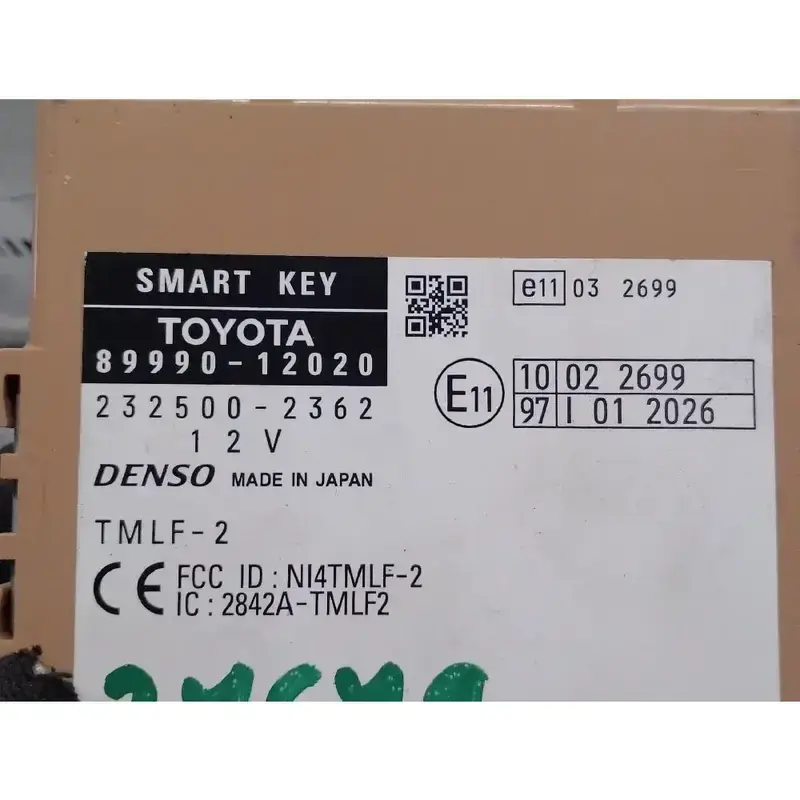 SMART KEY
TOYOTA
89990-12020
232500-2362
12V
DENSO MADE IN JAPAN
TMLF-2
CE FCC ID : NI4TMLF-2
IC : 2842A-TMLF2
e11 03 2699
E11 10 02 2699
97 I 01 2026